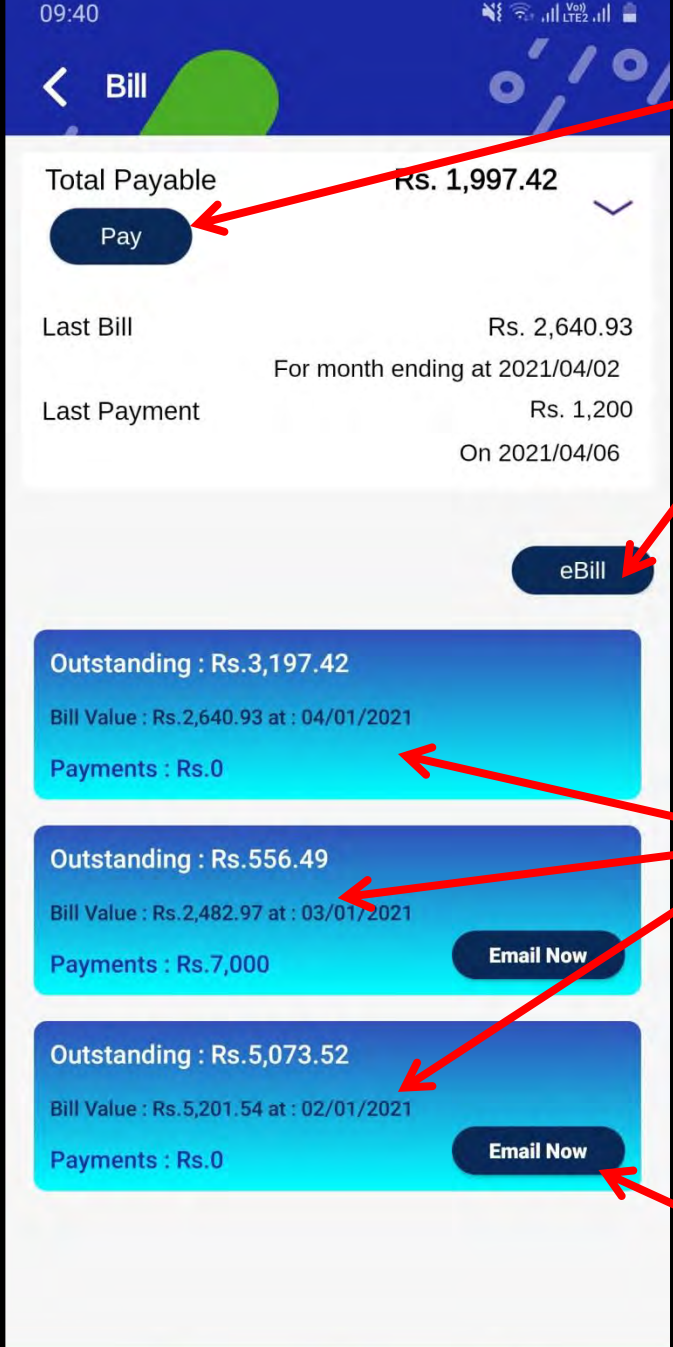 09:40
Vo)) LTE2
Bill
Total Payable Rs. 1,997.42
Pay
Last Bill Rs. 2,640.93
For month ending at 2021/04/02
Last Payment Rs. 1,200
On 2021/04/06
eBill
Outstanding : Rs.3,197.42
Bill Value : Rs.2,640.93 at : 04/01/2021
Payments : Rs.0
Outstanding : Rs.556.49
Bill Value : Rs.2,482.97 at : 03/01/2021
Payments : Rs.7,000 Email Now
Outstanding : Rs.5,073.52
Bill Value : Rs.5,201.54 at : 02/01/2021
Payments : Rs.0 Email Now